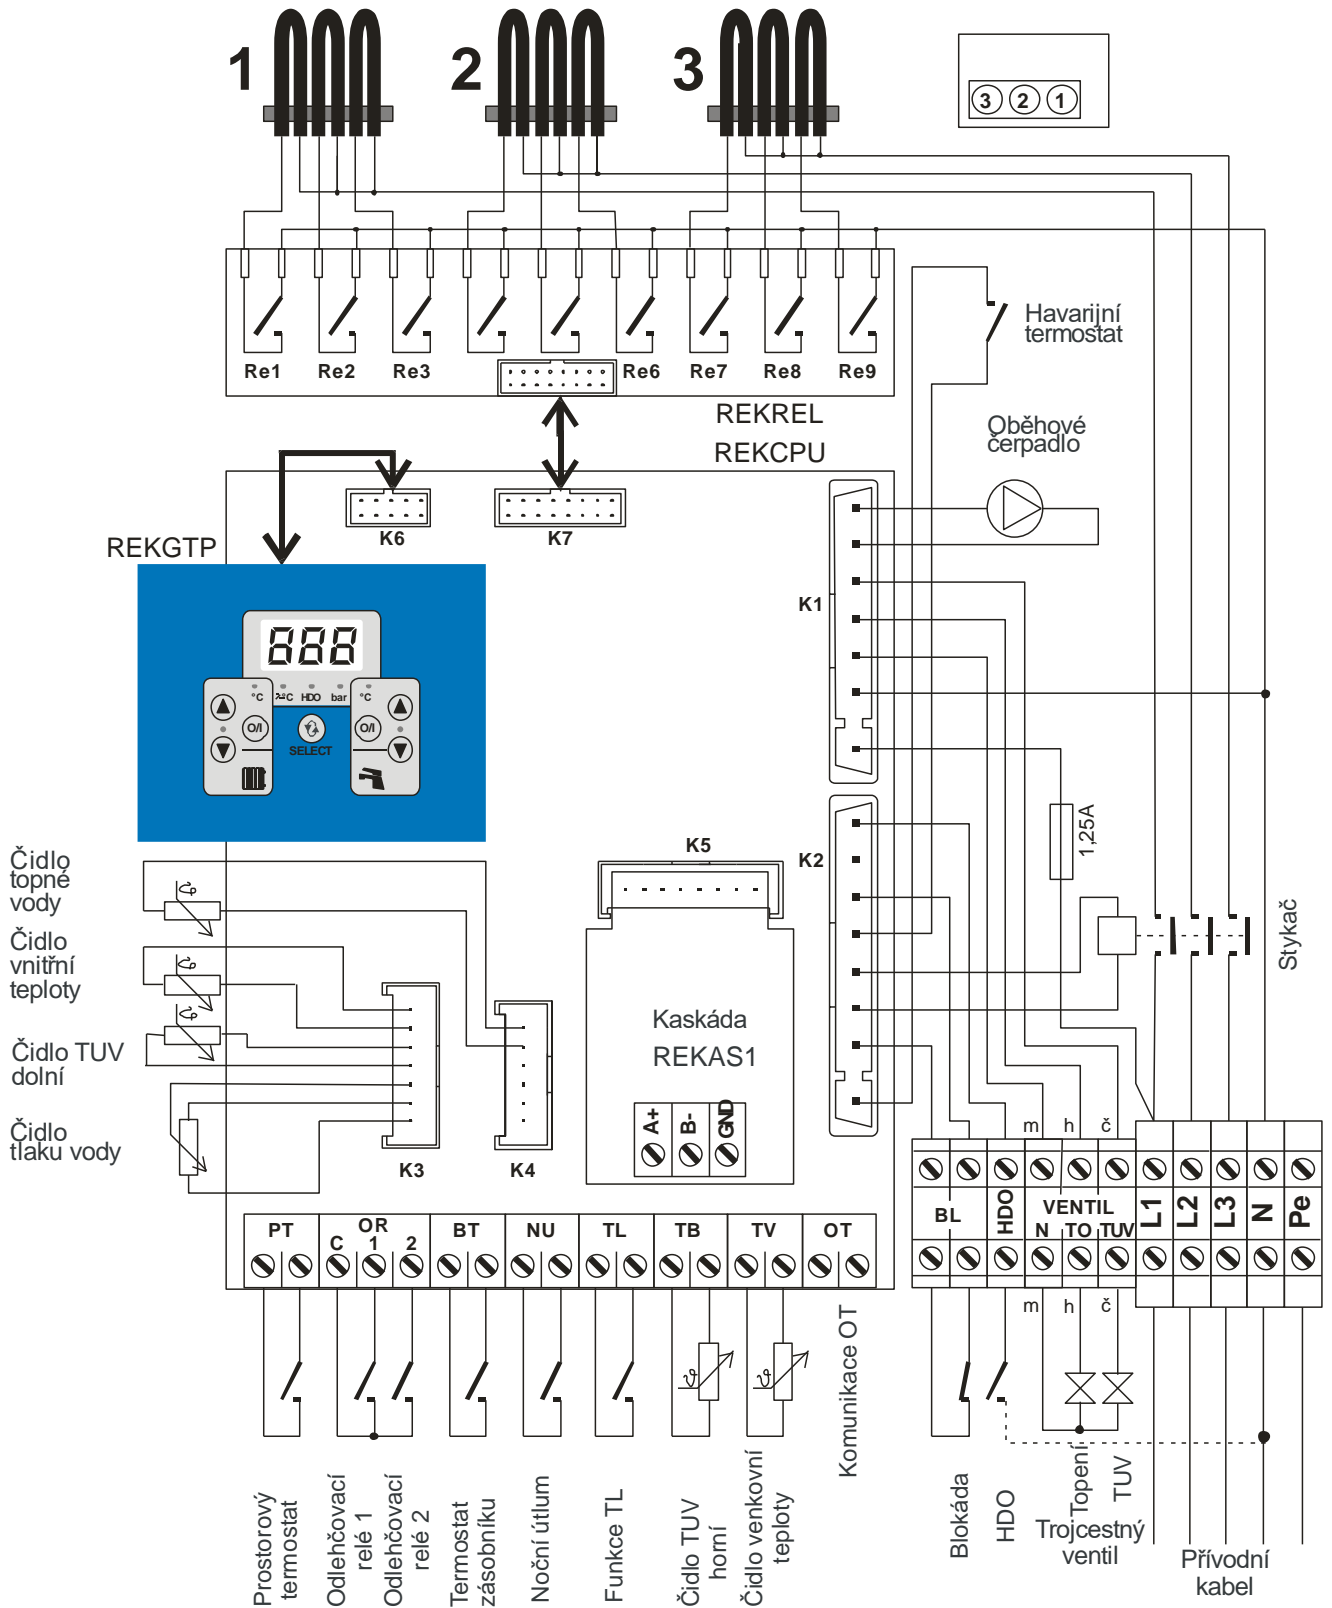 1
2
3
3 2 1
Re1 Re2 Re3 Re6 Re7 Re8 Re9
Havarijní
termostat
REKREL
REKCPU
Oběhové
čerpadlo
K6
K7
REKGTP
K1
888
°C °C HDO bar °C
O/I
O/I
SELECT
1,25A
K5
K2
Čidlo
topné
vody
Čidlo
vnitřní
teploty
Čidlo TUV
dolní
Čidlo
tlaku vody
Stykač
Kaskáda
REKAS1
A+
B-
GND
K3
K4
m h č
PT
OR
C 1 2
BT
NU
TL
TB
TV
OT
BL
HDO
VENTIL
N TO TUV
L1
L2
L3
N
Pe
m h č
Prostorový
termostat
Odlehčovací
relé 1
Odlehčovací
relé 2
Termostat
zásobníku
Noční útlum
Funkce TL
Čidlo TUV
horní
Čidlo venkovní
teploty
Komunikace OT
Blokáda
HDO
Topení
TUV
Trojcestný
ventil
Přívodní
kabel